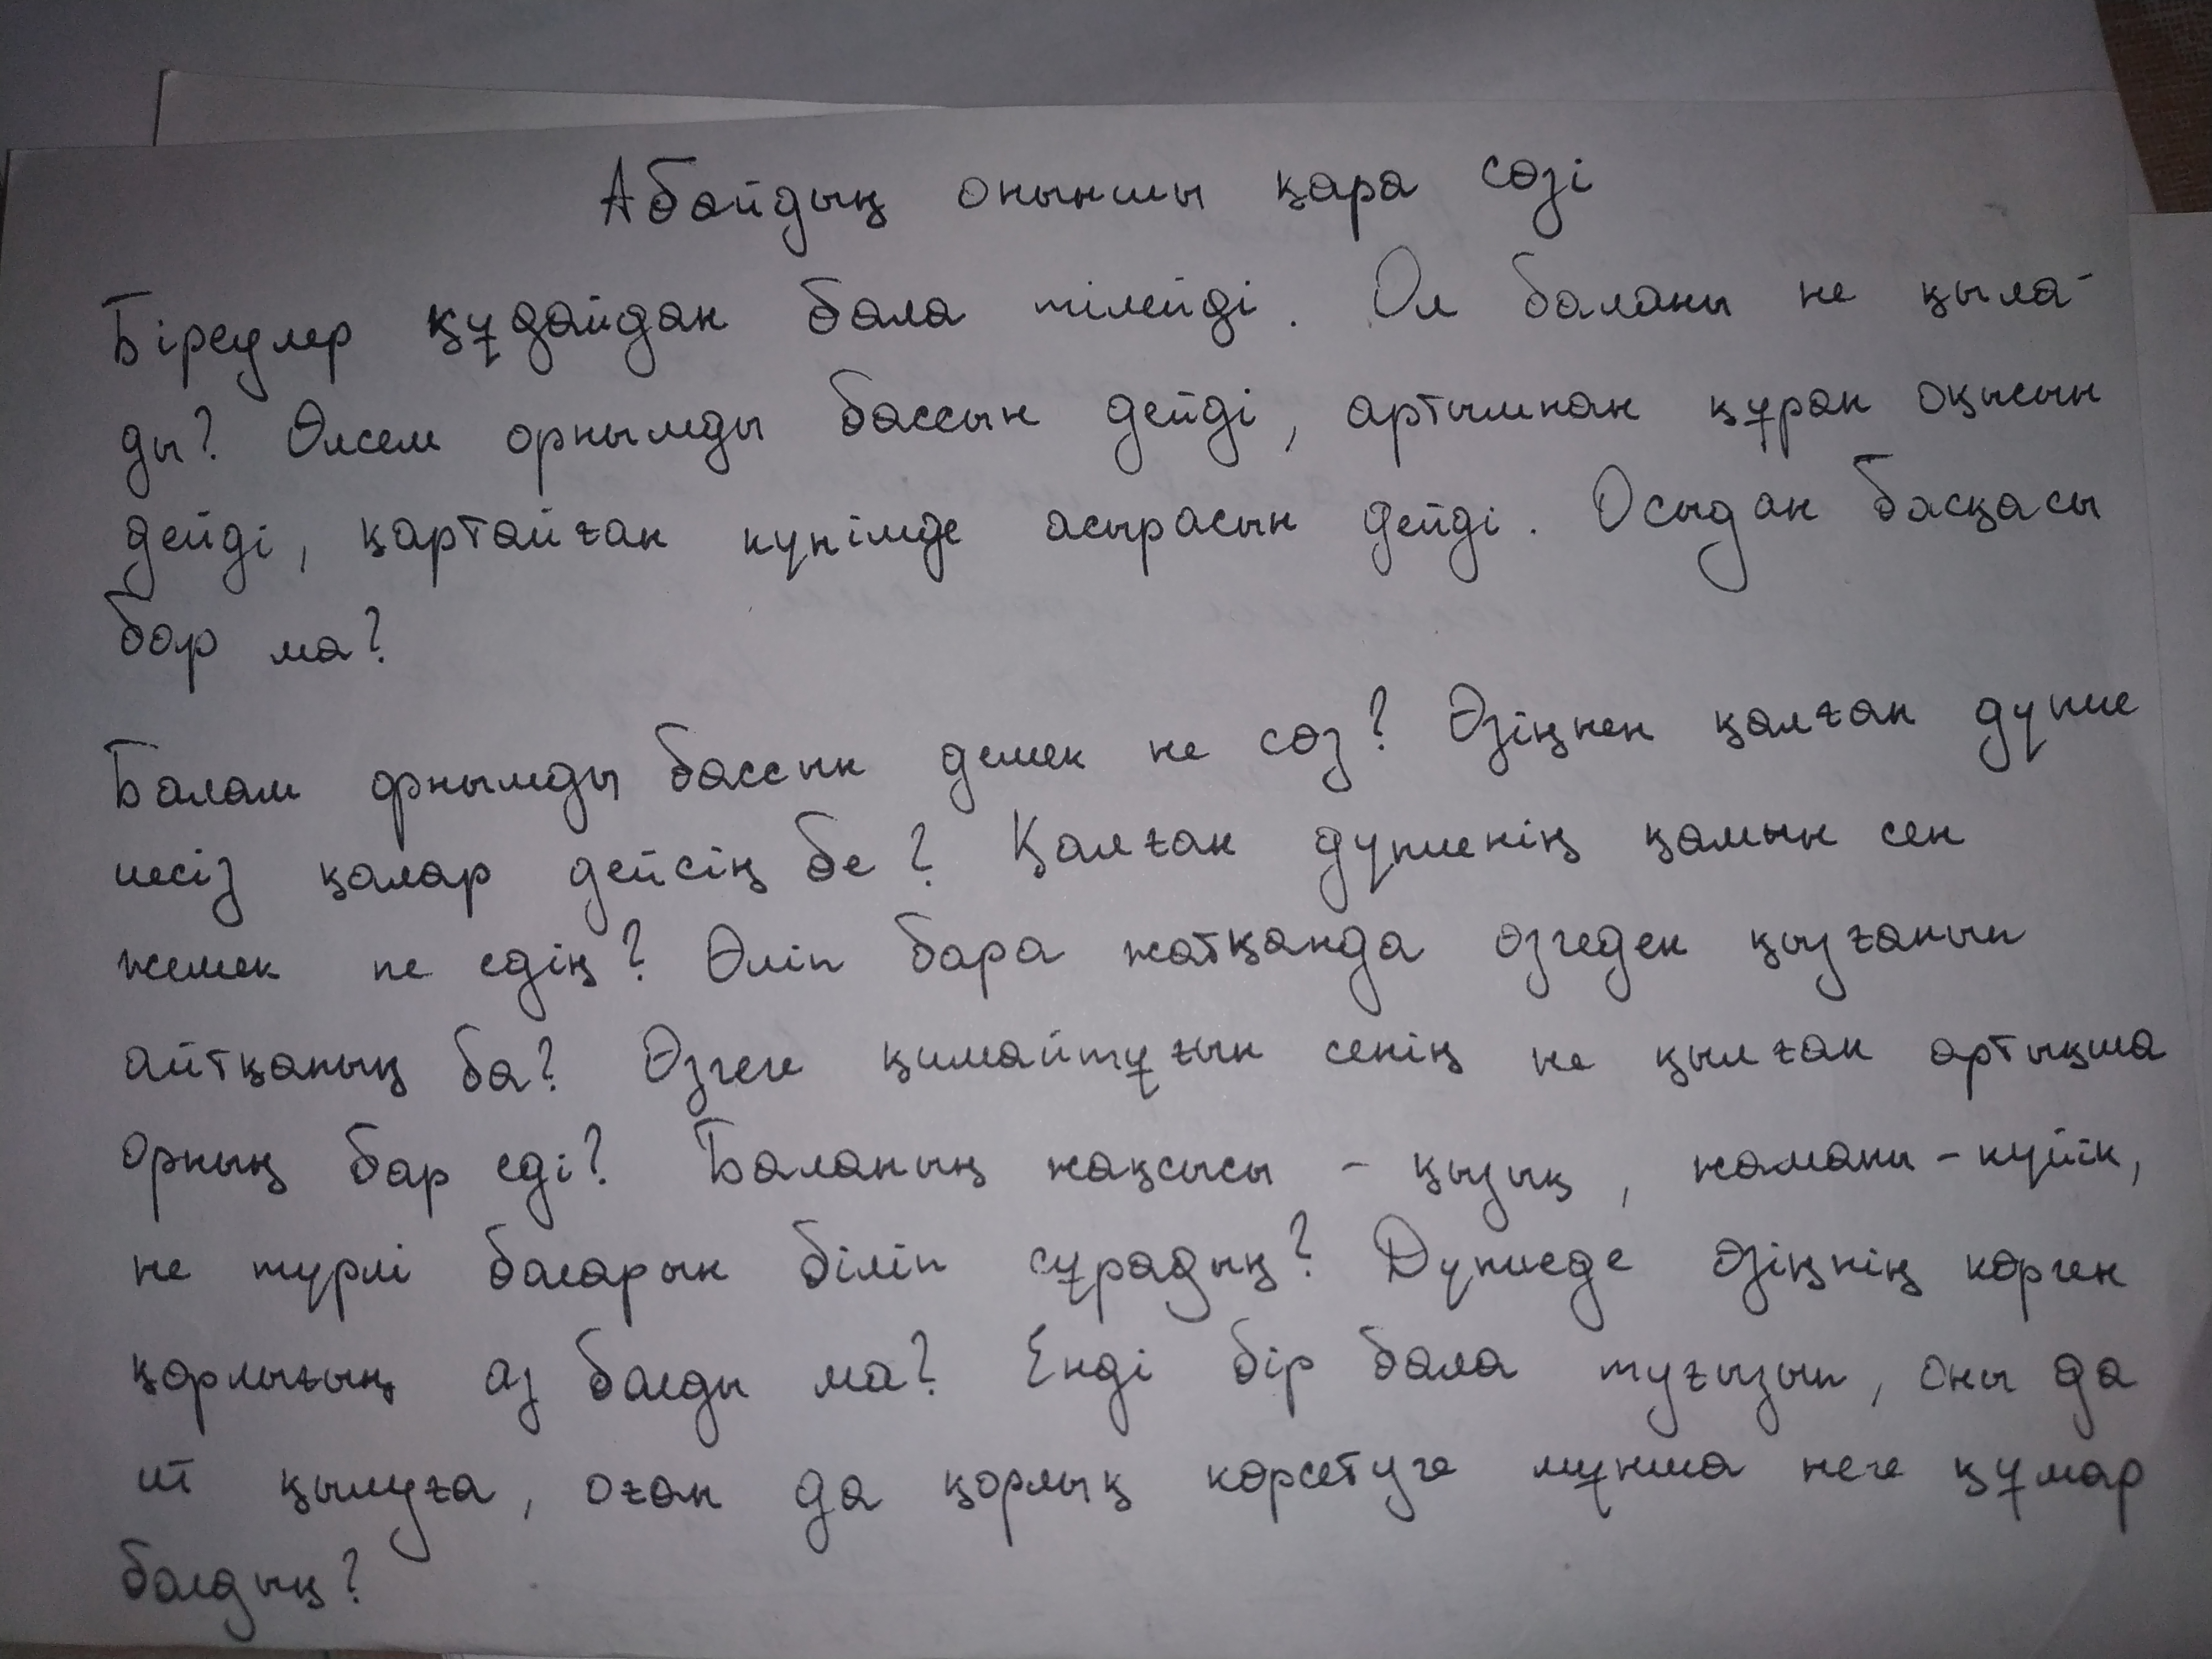 Абайдың оныншы қара сөзі
Біреулер құдайдан бала тілейді. Ол баланы не қыла-
ды? Өлсем орнымды бассын дейді, артымнан құран оқысын
дейді, қартайған күнімде асырасын дейді. Осыдан басқасы
бар ма?
Балам орнымды бассын демек не сөз? Өзіңнен қалған дүние
иесіз қалар дейсің бе? Қалған дүниенің қамын сен
жемек пе едің? Өліп бара жатқанда өзгеден қызғанып
айтқаның ба? Өзгеге қимайтұғын сенің не қылған артықша
орның бар еді? Баланың жақсысы - қызық, жаманы - күйік,
не түрлі боларын біліп сұрадың? Дүниеде өзіңнің көрген
қорлығың аз болды ма? Енді бір бала туғызып, оны да
ит қылуға, оған да қорлық көрсетуге мұнша неге құмар
болдың?